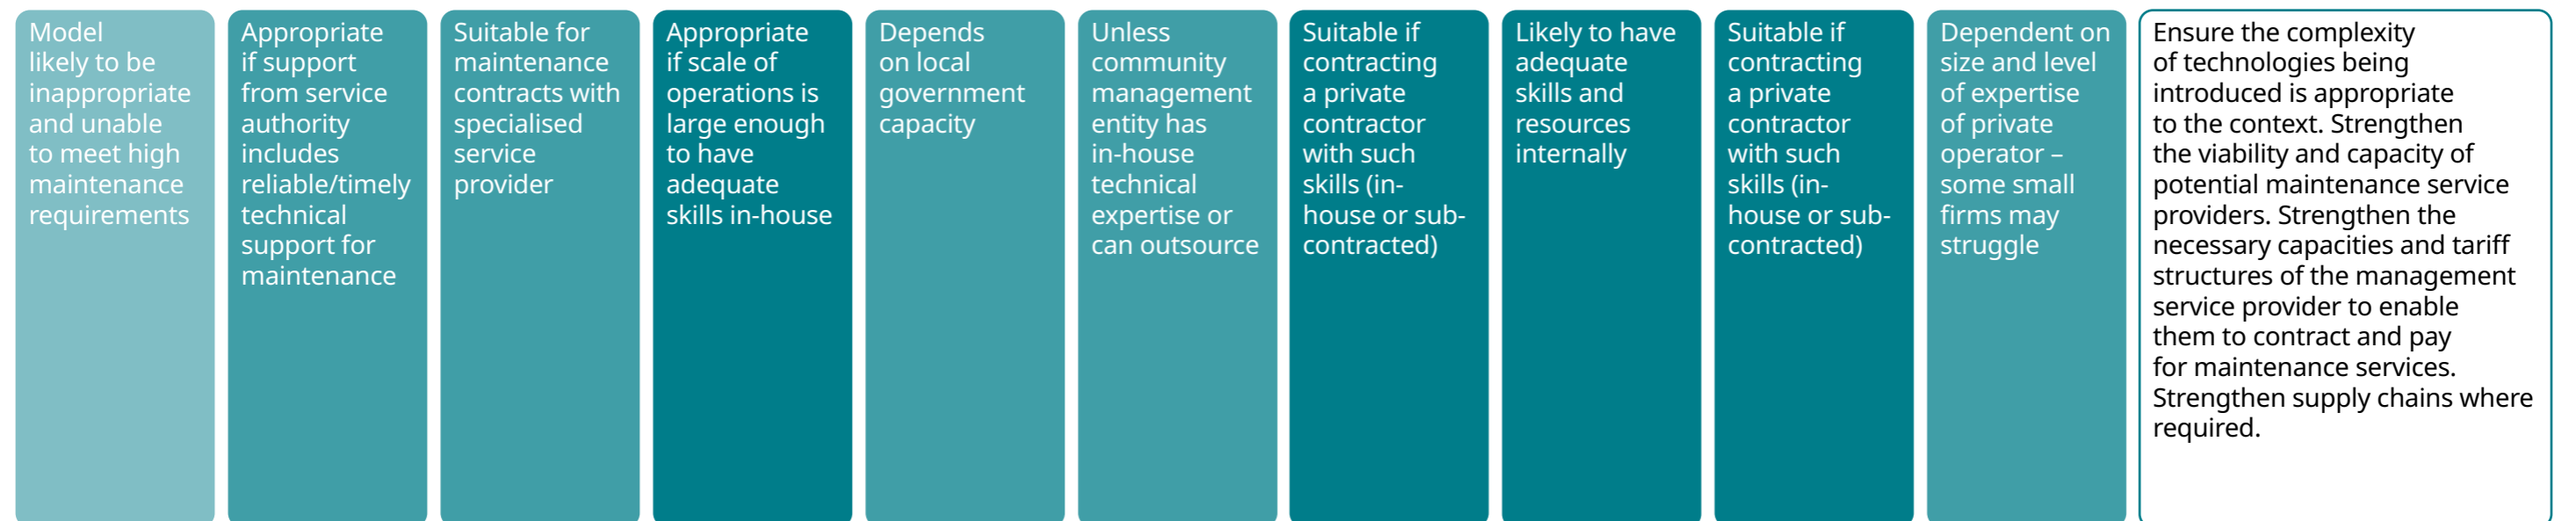 Model
likely to be
inappropriate
and unable
to meet high
maintenance
requirements
Appropriate
if support
from service
authority
includes
reliable/timely
technical
support for
maintenance
Suitable for
maintenance
contracts with
specialised
service
provider
Appropriate
if scale of
operations is
large enough
to have
adequate
skills in-house
Depends
on local
government
capacity
Unless
community
management
entity has
in-house
technical
expertise or
can outsource
Suitable if
contracting
a private
contractor
with such
skills (in-
house or sub-
contracted)
Likely to have
adequate
skills and
resources
internally
Suitable if
contracting
a private
contractor
with such
skills (in-
house or sub-
contracted)
Dependent on
size and level
of expertise
of private
operator –
some small
firms may
struggle
Ensure the complexity
of technologies being
introduced is appropriate
to the context. Strengthen
the viability and capacity of
potential maintenance service
providers. Strengthen the
necessary capacities and tariff
structures of the management
service provider to enable
them to contract and pay
for maintenance services.
Strengthen supply chains where
required.